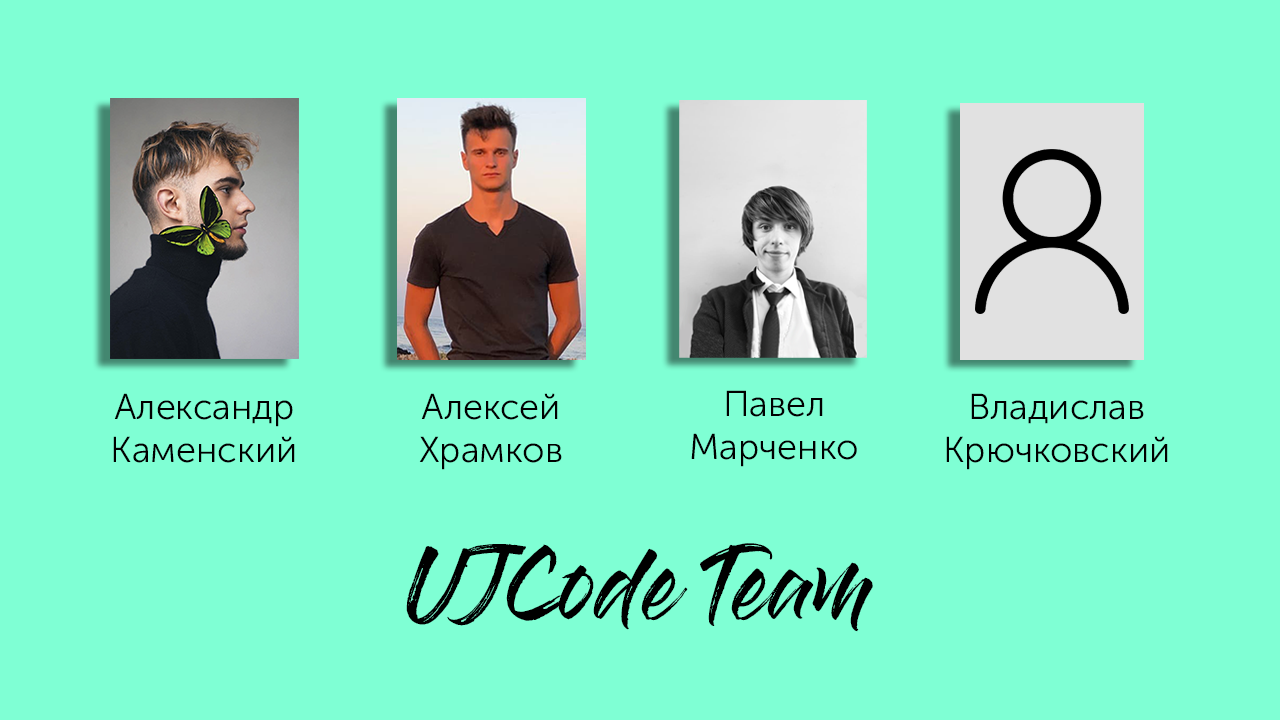 Александр
Каменский
Алексей
Храмков
Павел
Марченко
Владислав
Крючковский
UJCode Team